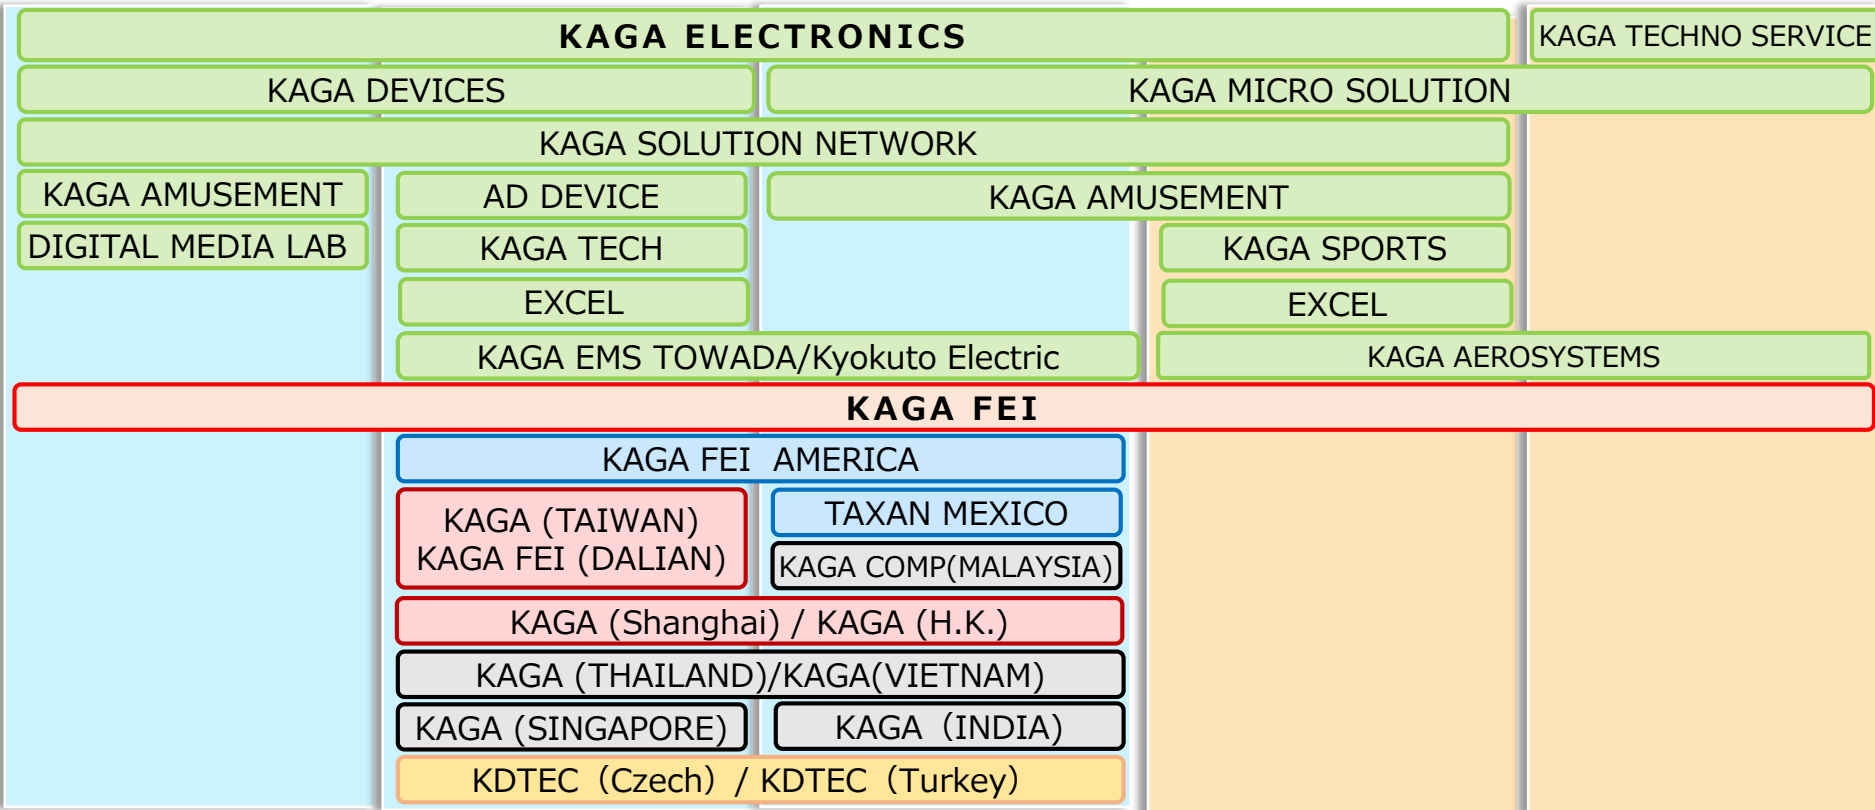 KAGA ELECTRONICS
KAGA TECHNO SERVICE
KAGA DEVICES
KAGA MICRO SOLUTION
KAGA SOLUTION NETWORK
KAGA AMUSEMENT
AD DEVICE
KAGA AMUSEMENT
DIGITAL MEDIA LAB
KAGA TECH
KAGA SPORTS
EXCEL
EXCEL
KAGA EMS TOWADA/Kyokuto Electric
KAGA AEROSYSTEMS
KAGA FEI
KAGA FEI AMERICA
KAGA (TAIWAN)
KAGA FEI (DALIAN)
TAXAN MEXICO
KAGA COMP(MALAYSIA)
KAGA (Shanghai) / KAGA (H.K.)
KAGA (THAILAND)/KAGA(VIETNAM)
KAGA (SINGAPORE)
KAGA（INDIA）
KDTEC（Czech）/ KDTEC（Turkey）